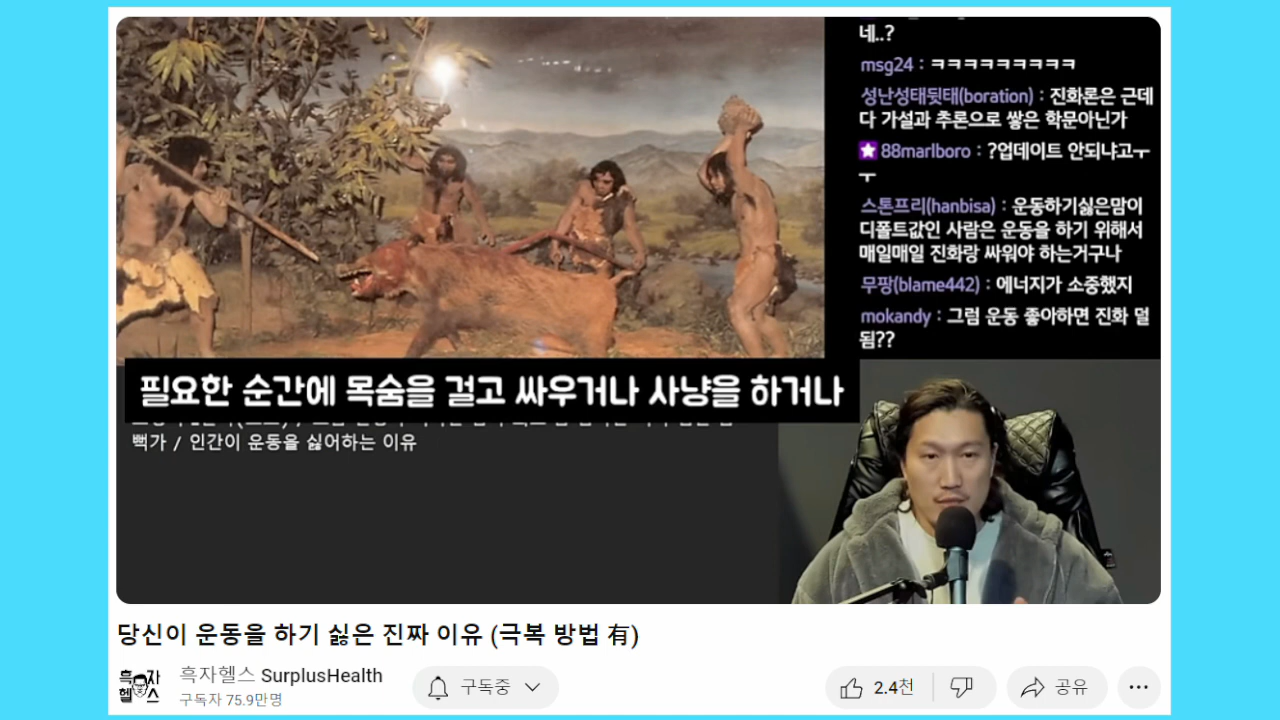 네..?
msg24 : ㅋㅋㅋㅋㅋㅋㅋㅋㅋ
성난성태뒷태(boration) : 진화론은 근데
다 가설과 추론으로 쌓은 학문아닌가
88marlboro : ?업데이트 안되냐고ㅜ
ㅜ
스톤프리(hanbisa) : 운동하기싫은맘이
디폴트값인 사람은 운동을 하기 위해서
매일매일 진화랑 싸워야 하는거구나
무팡(blame442) : 에너지가 소중했지
mokandy : 그럼 운동 좋아하면 진화 덜
됨??
필요한 순간에 목숨을 걸고 싸우거나 사냥을 하거나
뻑가 / 인간이 운동을 싫어하는 이유
당신이 운동을 하기 싫은 진짜 이유 (극복 방법 有)
흑자
헬스
흑자헬스 SurplusHealth
구독자 75.9만명
구독중
2.4천
공유